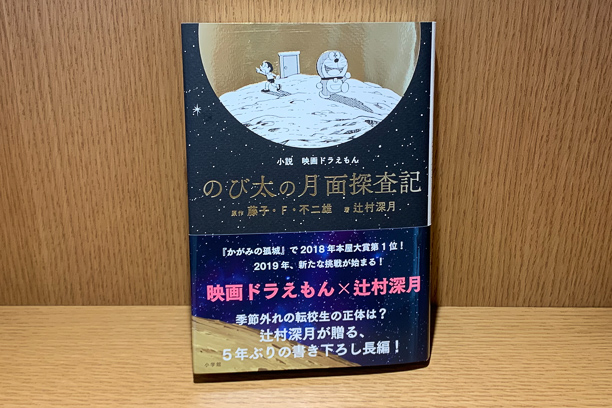 小説 映画ドラえもん
のび太の月面探査記
原作 藤子・F・不二雄 著 辻村深月
『かがみの孤城』で2018年本屋大賞第1位!
2019年、新たな挑戦が始まる!
映画ドラえもん×辻村深月
季節外れの転校生の正体は?
辻村深月が贈る、
5年ぶりの書き下ろし長編!
小学館